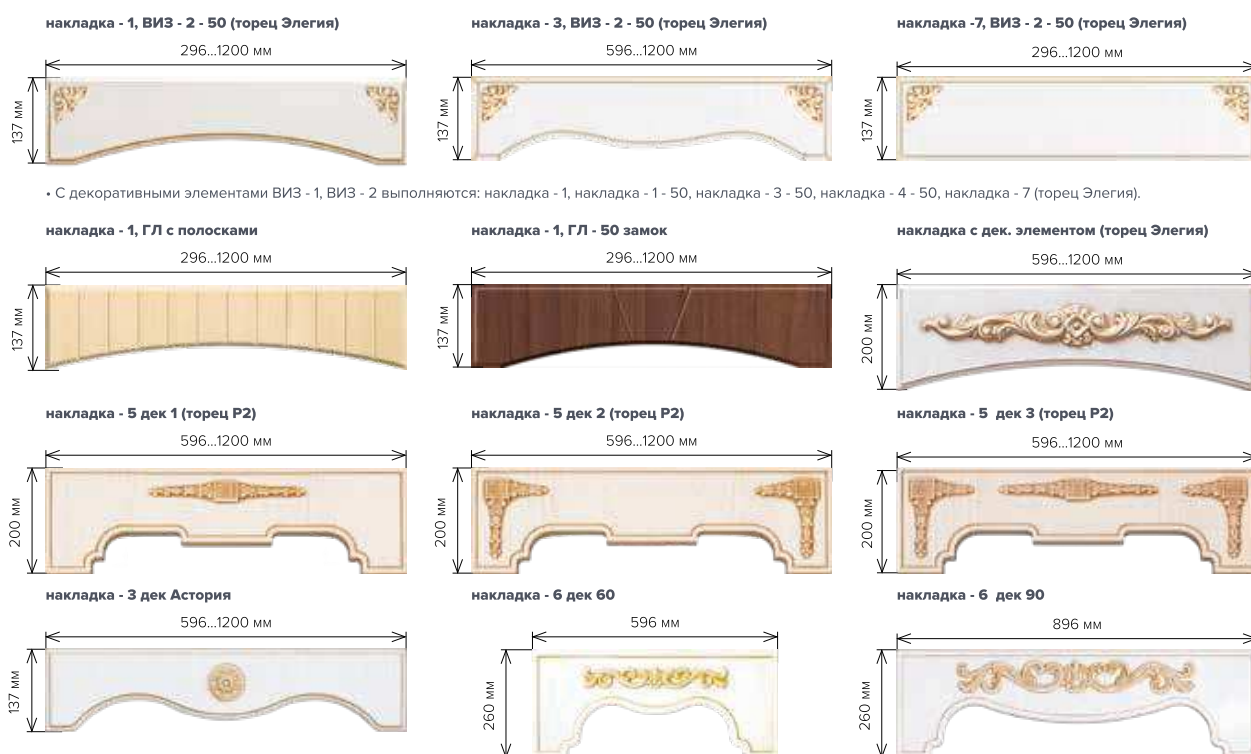 накладка - 1, ВИЗ - 2 - 50 (торец Элегия)
296...1200 мм
137 мм
накладка - 3, ВИЗ - 2 - 50 (торец Элегия)
596...1200 мм
137 мм
накладка -7, ВИЗ - 2 - 50 (торец Элегия)
296...1200 мм
137 мм
• С декоративными элементами ВИЗ - 1, ВИЗ - 2 выполняются: накладка - 1, накладка - 1 - 50, накладка - 3 - 50, накладка - 4 - 50, накладка - 7 (торец Элегия).
накладка - 1, ГЛ с полосками
296...1200 мм
137 мм
накладка - 1, ГЛ - 50 замок
296...1200 мм
137 мм
накладка с дек. элементом (торец Элегия)
596...1200 мм
200 мм
накладка - 5 дек 1 (торец Р2)
596...1200 мм
200 мм
накладка - 5 дек 2 (торец Р2)
596...1200 мм
200 мм
накладка - 5 дек 3 (торец Р2)
596...1200 мм
200 мм
накладка - 3 дек Астория
596...1200 мм
137 мм
накладка - 6 дек 60
596 мм
260 мм
накладка - 6 дек 90
896 мм
260 мм